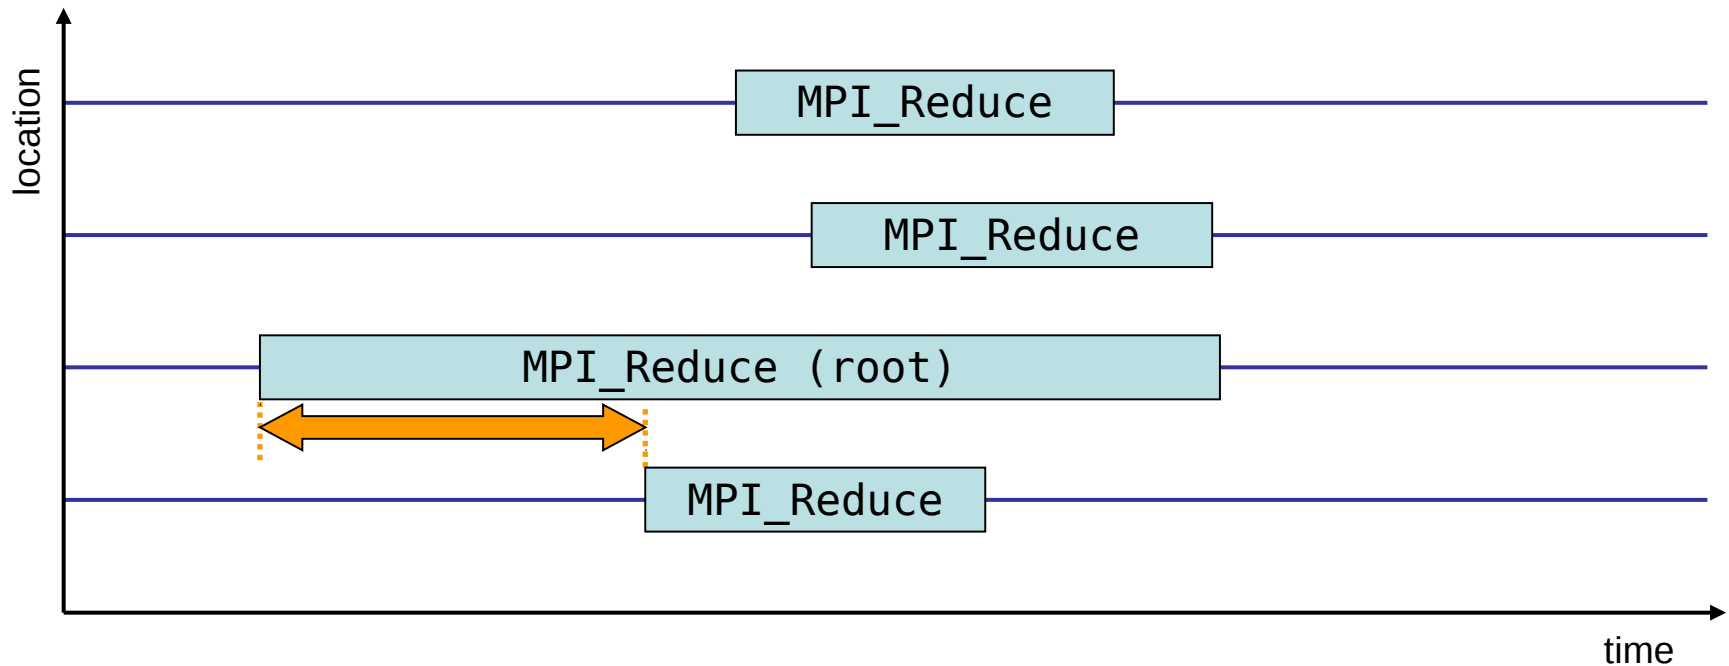 location
MPI_Reduce
MPI_Reduce
MPI_Reduce (root)
MPI_Reduce
time